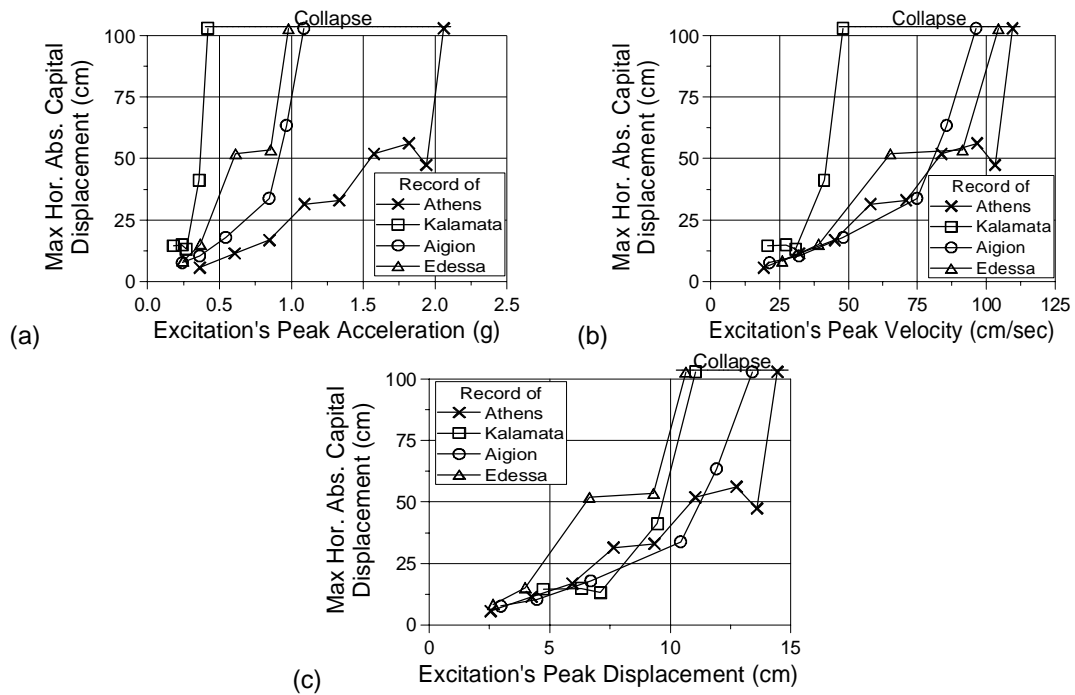 Collapse
100
75
50
25
0
Max Hor. Abs. Capital
Displacement (cm)
Record of
Athens
Kalamata
Aigion
Edessa
0.0 0.5 1.0 1.5 2.0 2.5
(a) Excitation's Peak Acceleration (g)
Collapse
100
75
50
25
0
Max Hor. Abs. Capital
Displacement (cm)
Record of
Athens
Kalamata
Aigion
Edessa
0 25 50 75 100 125
(b) Excitation's Peak Velocity (cm/sec)
Collapse
100
75
50
25
0
Max Hor. Abs. Capital
Displacement (cm)
Record of
Athens
Kalamata
Aigion
Edessa
0 5 10 15
Excitation's Peak Displacement (cm)
(c)